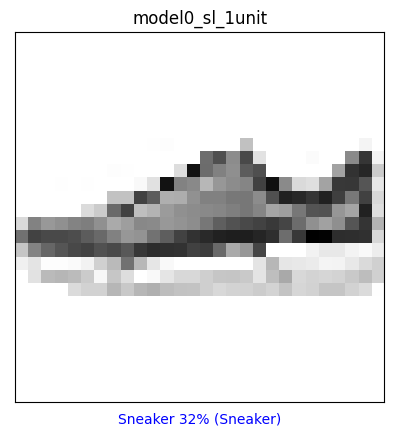 model0_sl_1unit
Sneaker 32% (Sneaker)